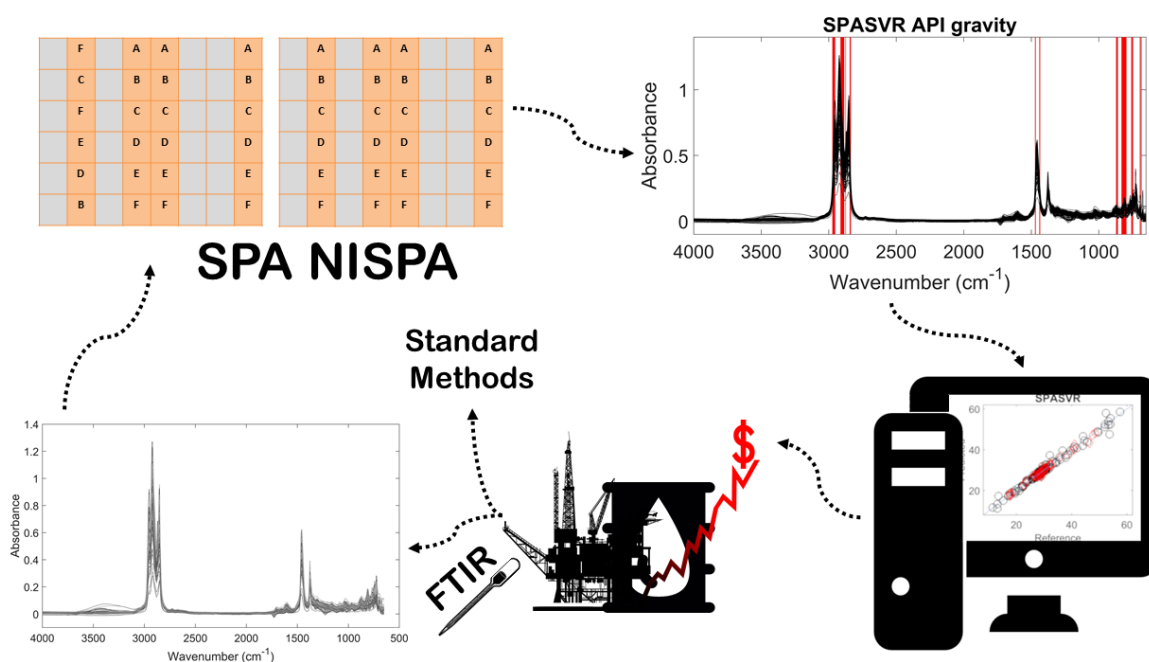 F A A A A A A A
C B B B B B B B
F C C C C C C C
E D D D D D D D
D E E E E E E E
B F F F F F F F
SPA NISPA
SPASVR API gravity
Absorbance
1
0.5
0
4000 3500 3000 2500 2000 1500 1000
Wavenumber (cm-1)
Standard
Methods
FTIR
$
1.4
1.2
1
0.8
0.6
0.4
0.2
0
Absorbance
4000 3500 3000 2500 2000 1500 1000 500
Wavenumber (cm-1)
SPASVR
60
40
20
20 40 60
Reference